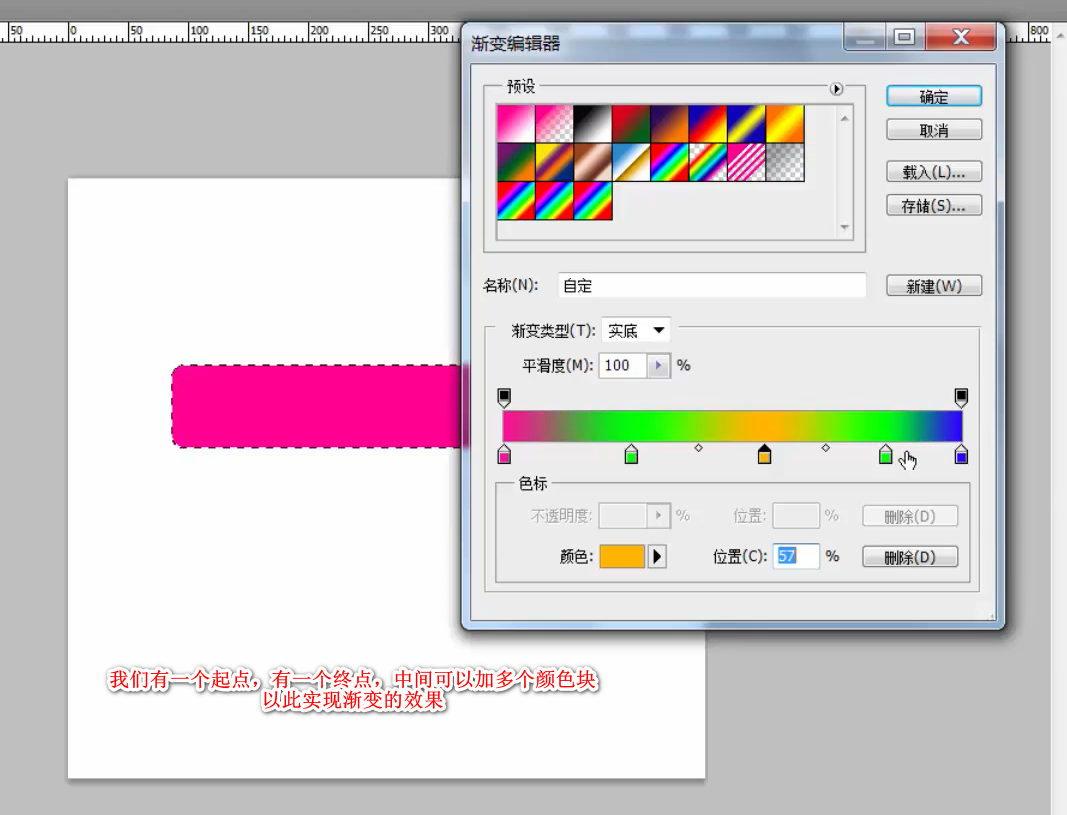 50 0 50 100 150 200 250 300 800
渐变编辑器
预设
确定
取消
载入(L)...
存储(S)...
名称(N): 自定
新建(W)
渐变类型(T): 实底
平滑度(M): 100 %
色标
不透明度: % 位置: % 删除(D)
颜色: 位置(C): 57 % 删除(D)
我们有一个起点，有一个终点，中间可以加多个颜色块
以此实现渐变的效果